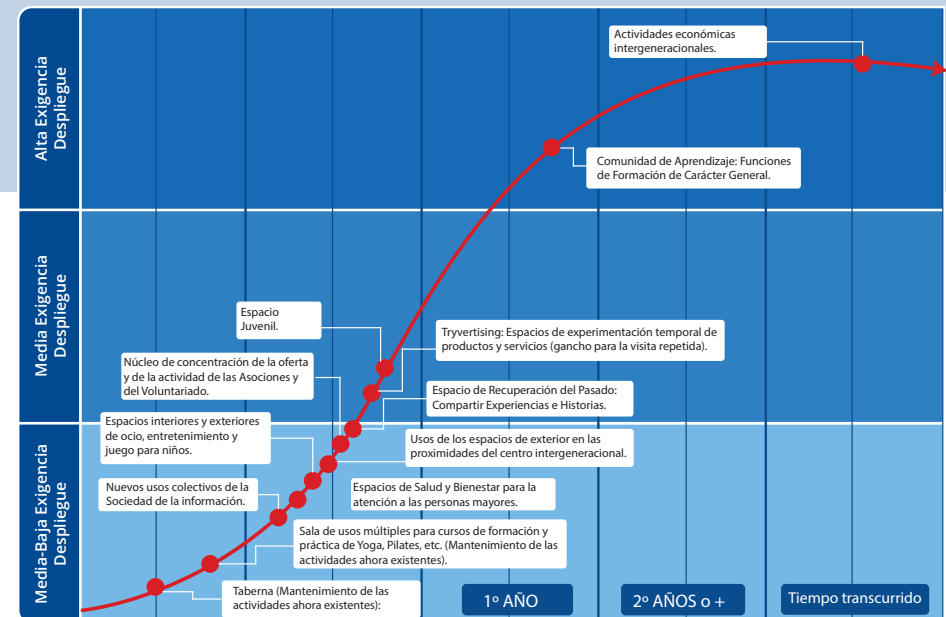 Alta Exigencia
Despliegue
Actividades económicas
intergeneracionales.
Comunidad de Aprendizaje: Funciones
de Formación de Carácter General.
Media Exigencia
Despliegue
Espacio
Juvenil.
Tryvertising: Espacios de experimentación temporal de
productos y servicios (gancho para la visita repetida).
Núcleo de concentración de la oferta
y de la actividad de las Asociones y
del Voluntariado.
Espacio de Recuperación del Pasado:
Compartir Experiencias e Historias.
Media-Baja Exigencia
Despliegue
Espacios interiores y exteriores
de ocio, entretenimiento y
juego para niños.
Usos de los espacios de exterior en las
proximidades del centro intergeneracional.
Nuevos usos colectivos de la
Sociedad de la información.
Espacios de Salud y Bienestar para la
atención a las personas mayores.
Sala de usos múltiples para cursos de formación y
práctica de Yoga, Pilates, etc. (Mantenimiento de las
actividades ahora existentes).
Taberna (Mantenimiento de las
actividades ahora existentes):
1º AÑO
2º AÑOS o +
Tiempo transcurrido